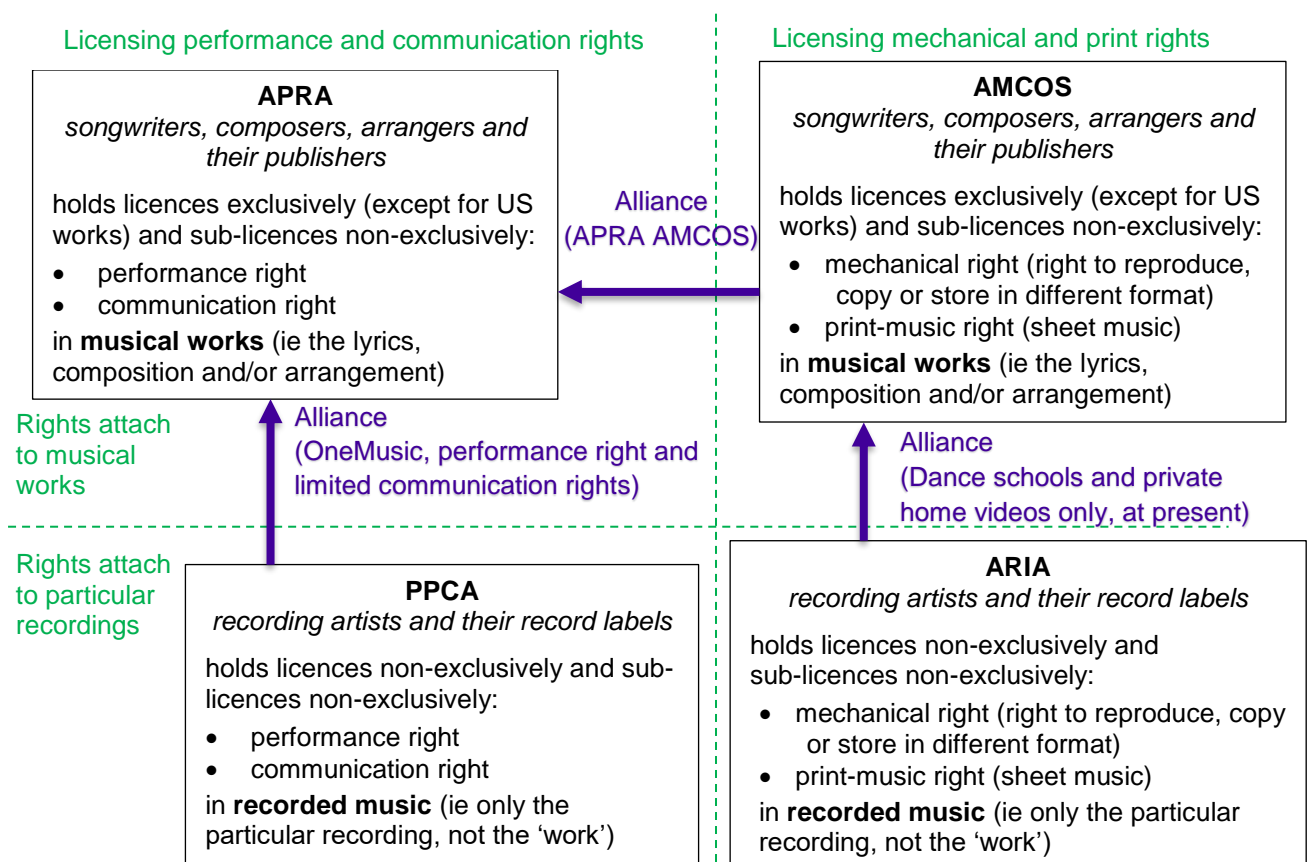 Licensing performance and communication rights
Licensing mechanical and print rights
APRA
songwriters, composers, arrangers and
their publishers
holds licences exclusively (except for US
works) and sub-licences non-exclusively:
• performance right
• communication right
in musical works (ie the lyrics,
composition and/or arrangement)
Alliance
(APRA AMCOS)
AMCOS
songwriters, composers, arrangers and
their publishers
holds licences exclusively (except for US
works) and sub-licences non-exclusively:
• mechanical right (right to reproduce,
copy or store in different format)
• print-music right (sheet music)
in musical works (ie the lyrics,
composition and/or arrangement)
Rights attach
to musical
works
Alliance
(OneMusic, performance right and
limited communication rights)
Alliance
(Dance schools and private
home videos only, at present)
Rights attach
to particular
recordings
PPCA
recording artists and their record labels
holds licences non-exclusively and sub-
licences non-exclusively:
• performance right
• communication right
in recorded music (ie only the
particular recording, not the ‘work’)
ARIA
recording artists and their record labels
holds licences non-exclusively and
sub-licences non-exclusively:
• mechanical right (right to reproduce, copy
or store in different format)
• print-music right (sheet music)
in recorded music (ie only the particular
recording, not the ‘work’)